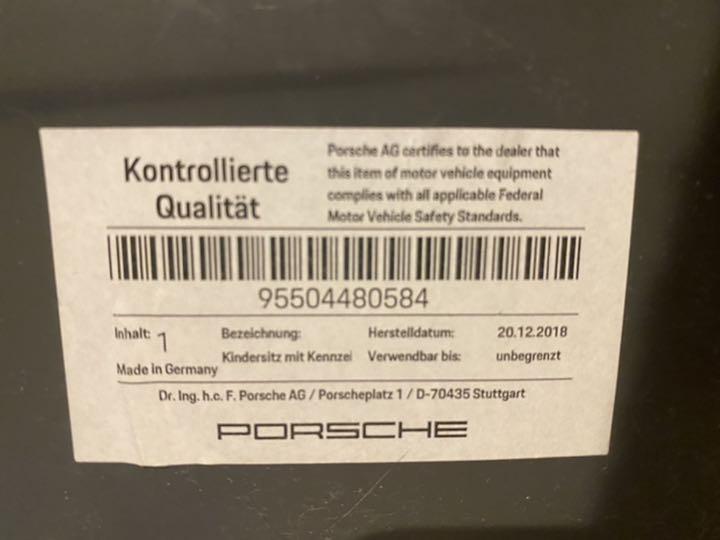 Kontrollierte
Qualität
Porsche AG certifies to the dealer that
this item of motor vehicle equipment
complies with all applicable Federal
Motor Vehicle Safety Standards.
95504480584
Inhalt: 1 Bezeichnung: Herstelldatum: 20.12.2018
Kindersitz mit Kennzei Verwendbar bis: unbegrenzt
Made in Germany
Dr. Ing. h.c. F. Porsche AG / Porscheplatz 1 / D-70435 Stuttgart
PORSCHE